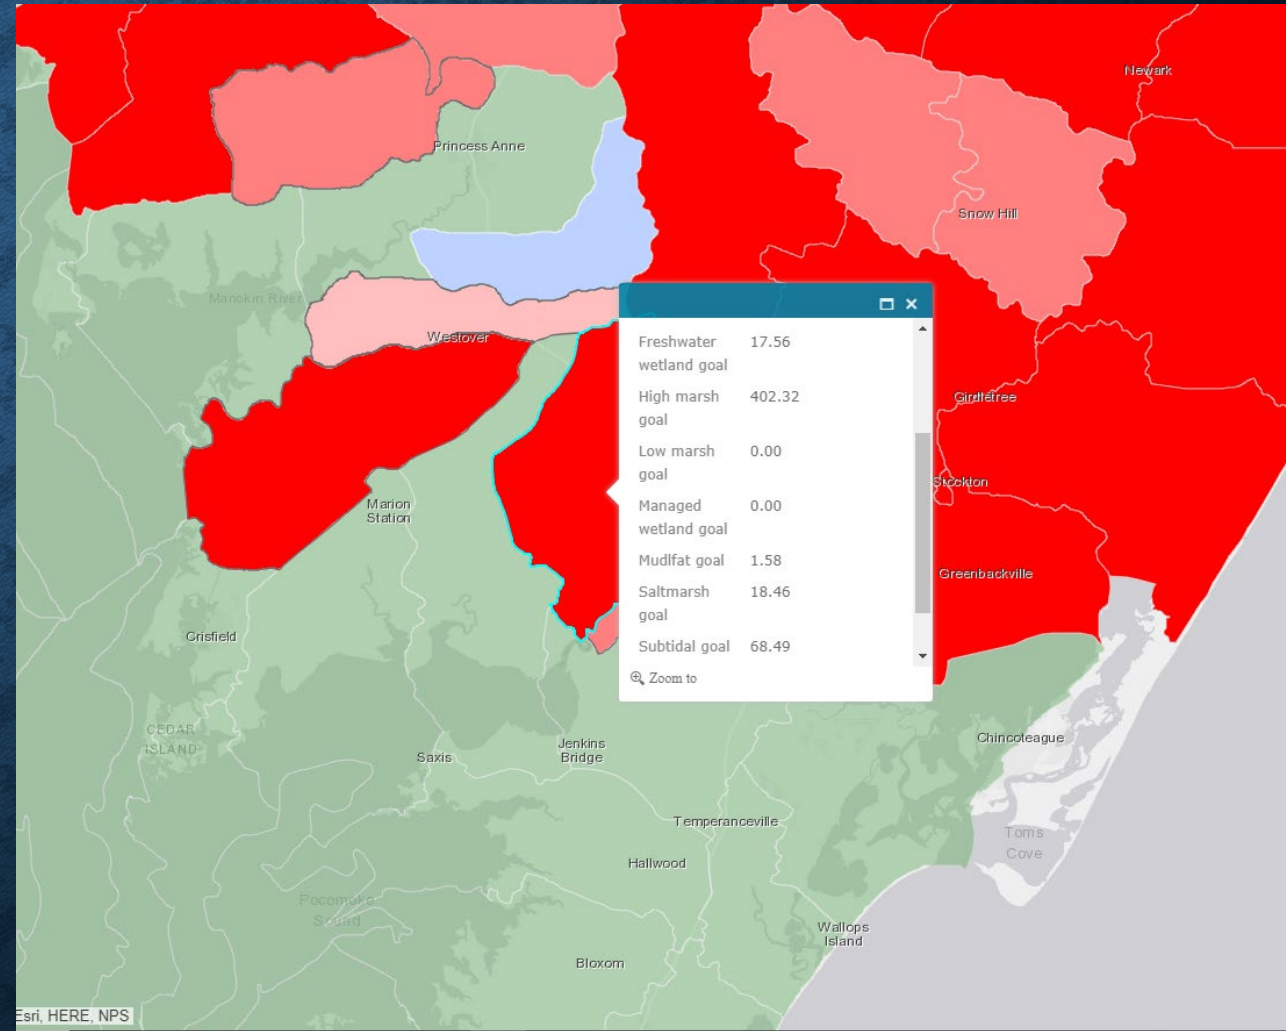 Newark
Princess Anne
Snow Hill
Manokin River
Westover
Freshwater wetland goal 17.56
High marsh goal 402.32
Low marsh goal 0.00
Managed wetland goal 0.00
Mudlfat goal 1.58
Saltmarsh goal 18.46
Subtidal goal 68.49
Zoom to
Girdletree
Stockton
Marion
Station
Greenbackville
Crisfield
CEDAR
ISLAND
Saxis
Jenkins
Bridge
Chincoteague
Temperanceville
Toms
Cove
Hallwood
Pocomoke
Sound
Wallops
Island
Bloxom
Esri, HERE, NPS